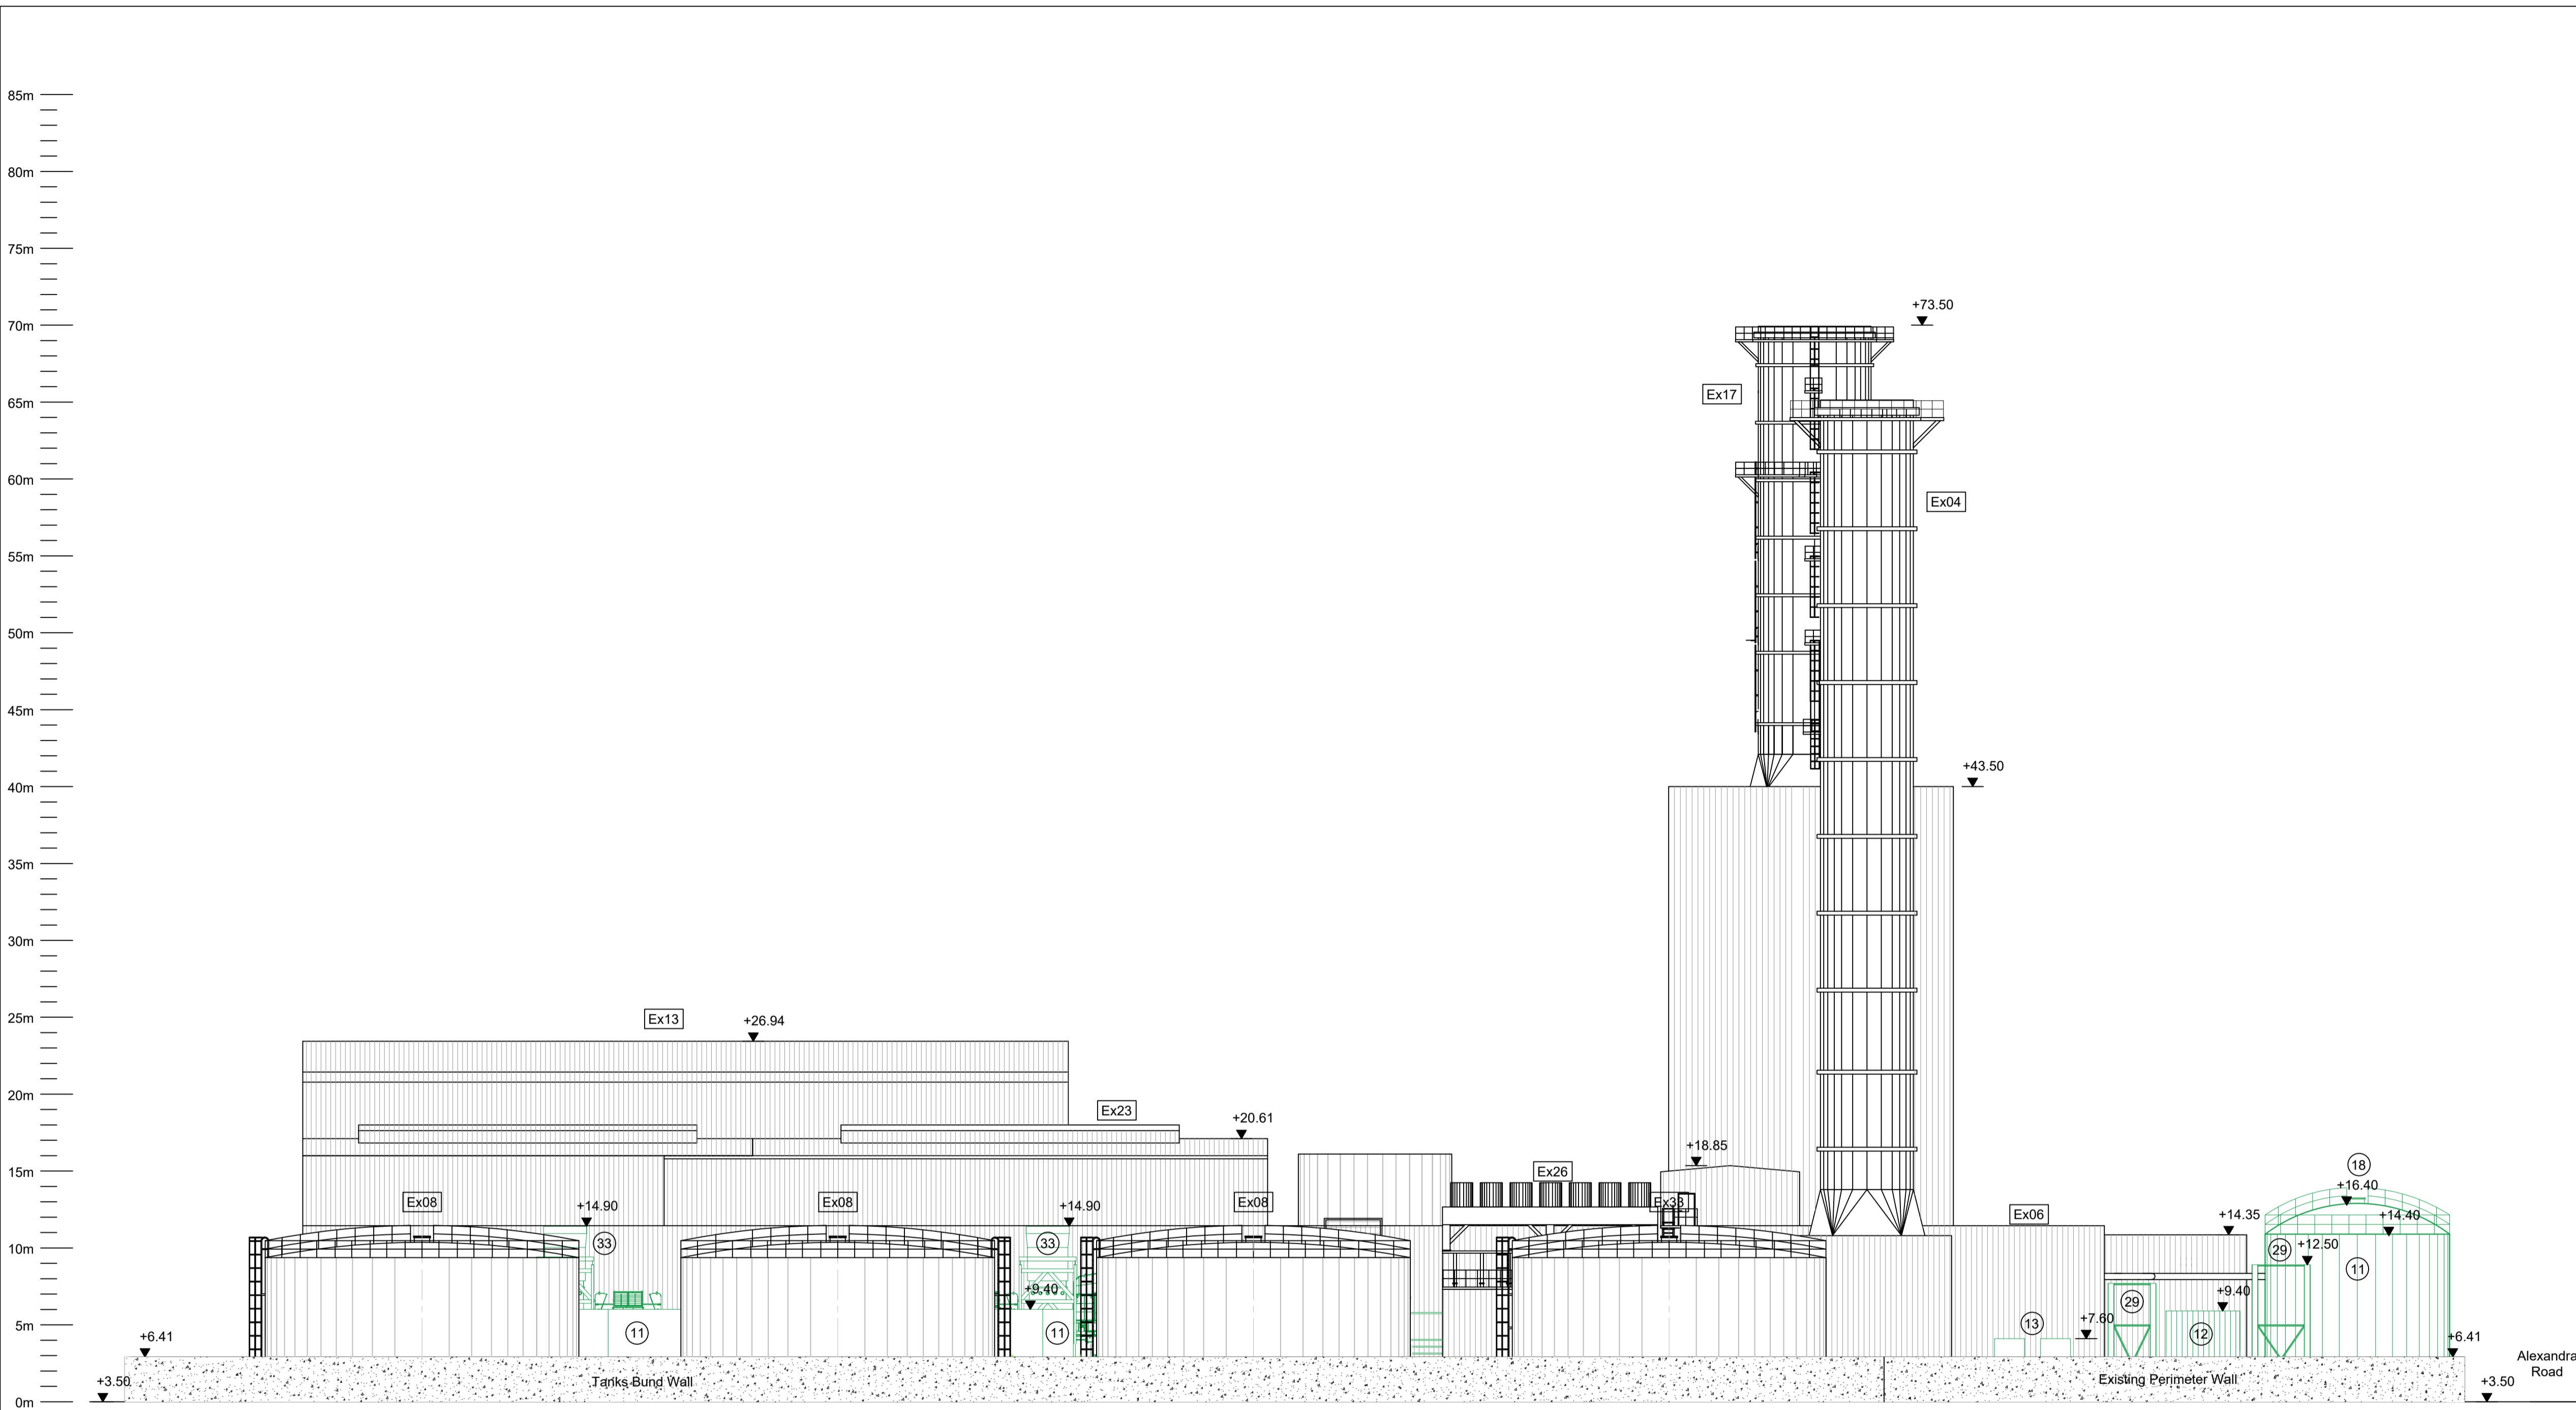 85m
80m
75m
+73.50
70m
Ex17
65m
60m
Ex04
55m
50m
45m
+43.50
40m
35m
30m
25m
Ex13
+26.94
20m
Ex23
+20.61
15m
+18.85
Ex26
18
+16.40
Ex08
Ex08
Ex08
Ex33
+14.90
+14.90
Ex06
+14.35
+14.40
10m
33
33
29
+12.50
11
+9.40
29
+9.40
5m
+6.41
11
11
13
+7.60
12
+6.41
Alexandra
Road
+3.50
Tanks Bund Wall
Existing Perimeter Wall
+3.50
0m